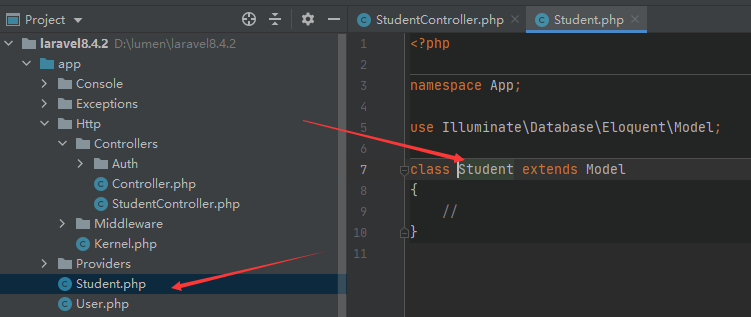 Project
laravel8.4.2 D:\lumen\laravel8.4.2
app
Console
Exceptions
Http
Controllers
Auth
Controller.php
StudentController.php
Middleware
Kernel.php
Providers
Student.php
User.php
StudentController.php
Student.php
1 <?php
2
3 namespace App;
4
5 use Illuminate\Database\Eloquent\Model;
6
7 class Student extends Model
8 {
9 //
10 }
11